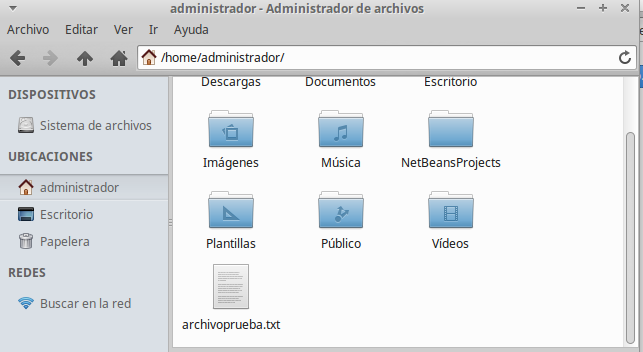 administrador - Administrador de archivos
Archivo Editar Ver Ir Ayuda
/home/administrador/
DISPOSITIVOS
Sistema de archivos
UBICACIONES
administrador
Escritorio
Papelera
REDES
Buscar en la red
Descargas Documentos Escritorio
Imágenes Música NetBeansProjects
Plantillas Público Vídeos
archivoprueba.txt